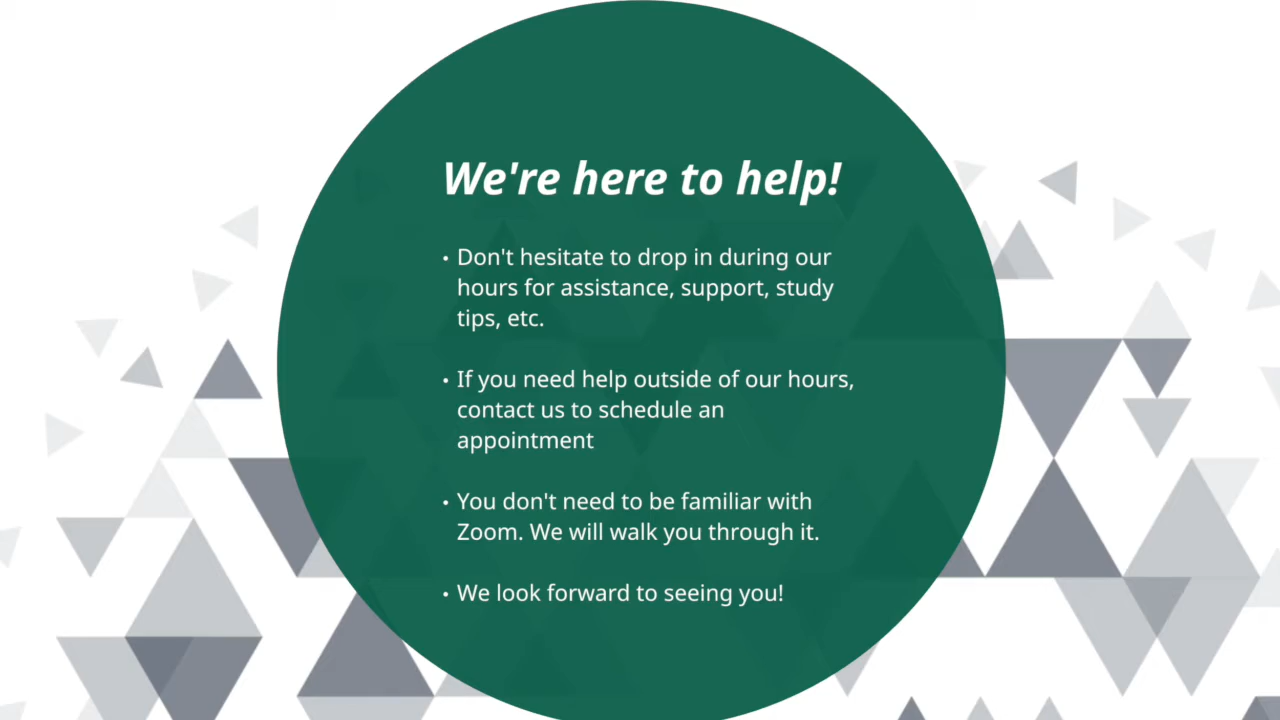 We're here to help!
• Don't hesitate to drop in during our
hours for assistance, support, study
tips, etc.
• If you need help outside of our hours,
contact us to schedule an
appointment
• You don't need to be familiar with
Zoom. We will walk you through it.
• We look forward to seeing you!